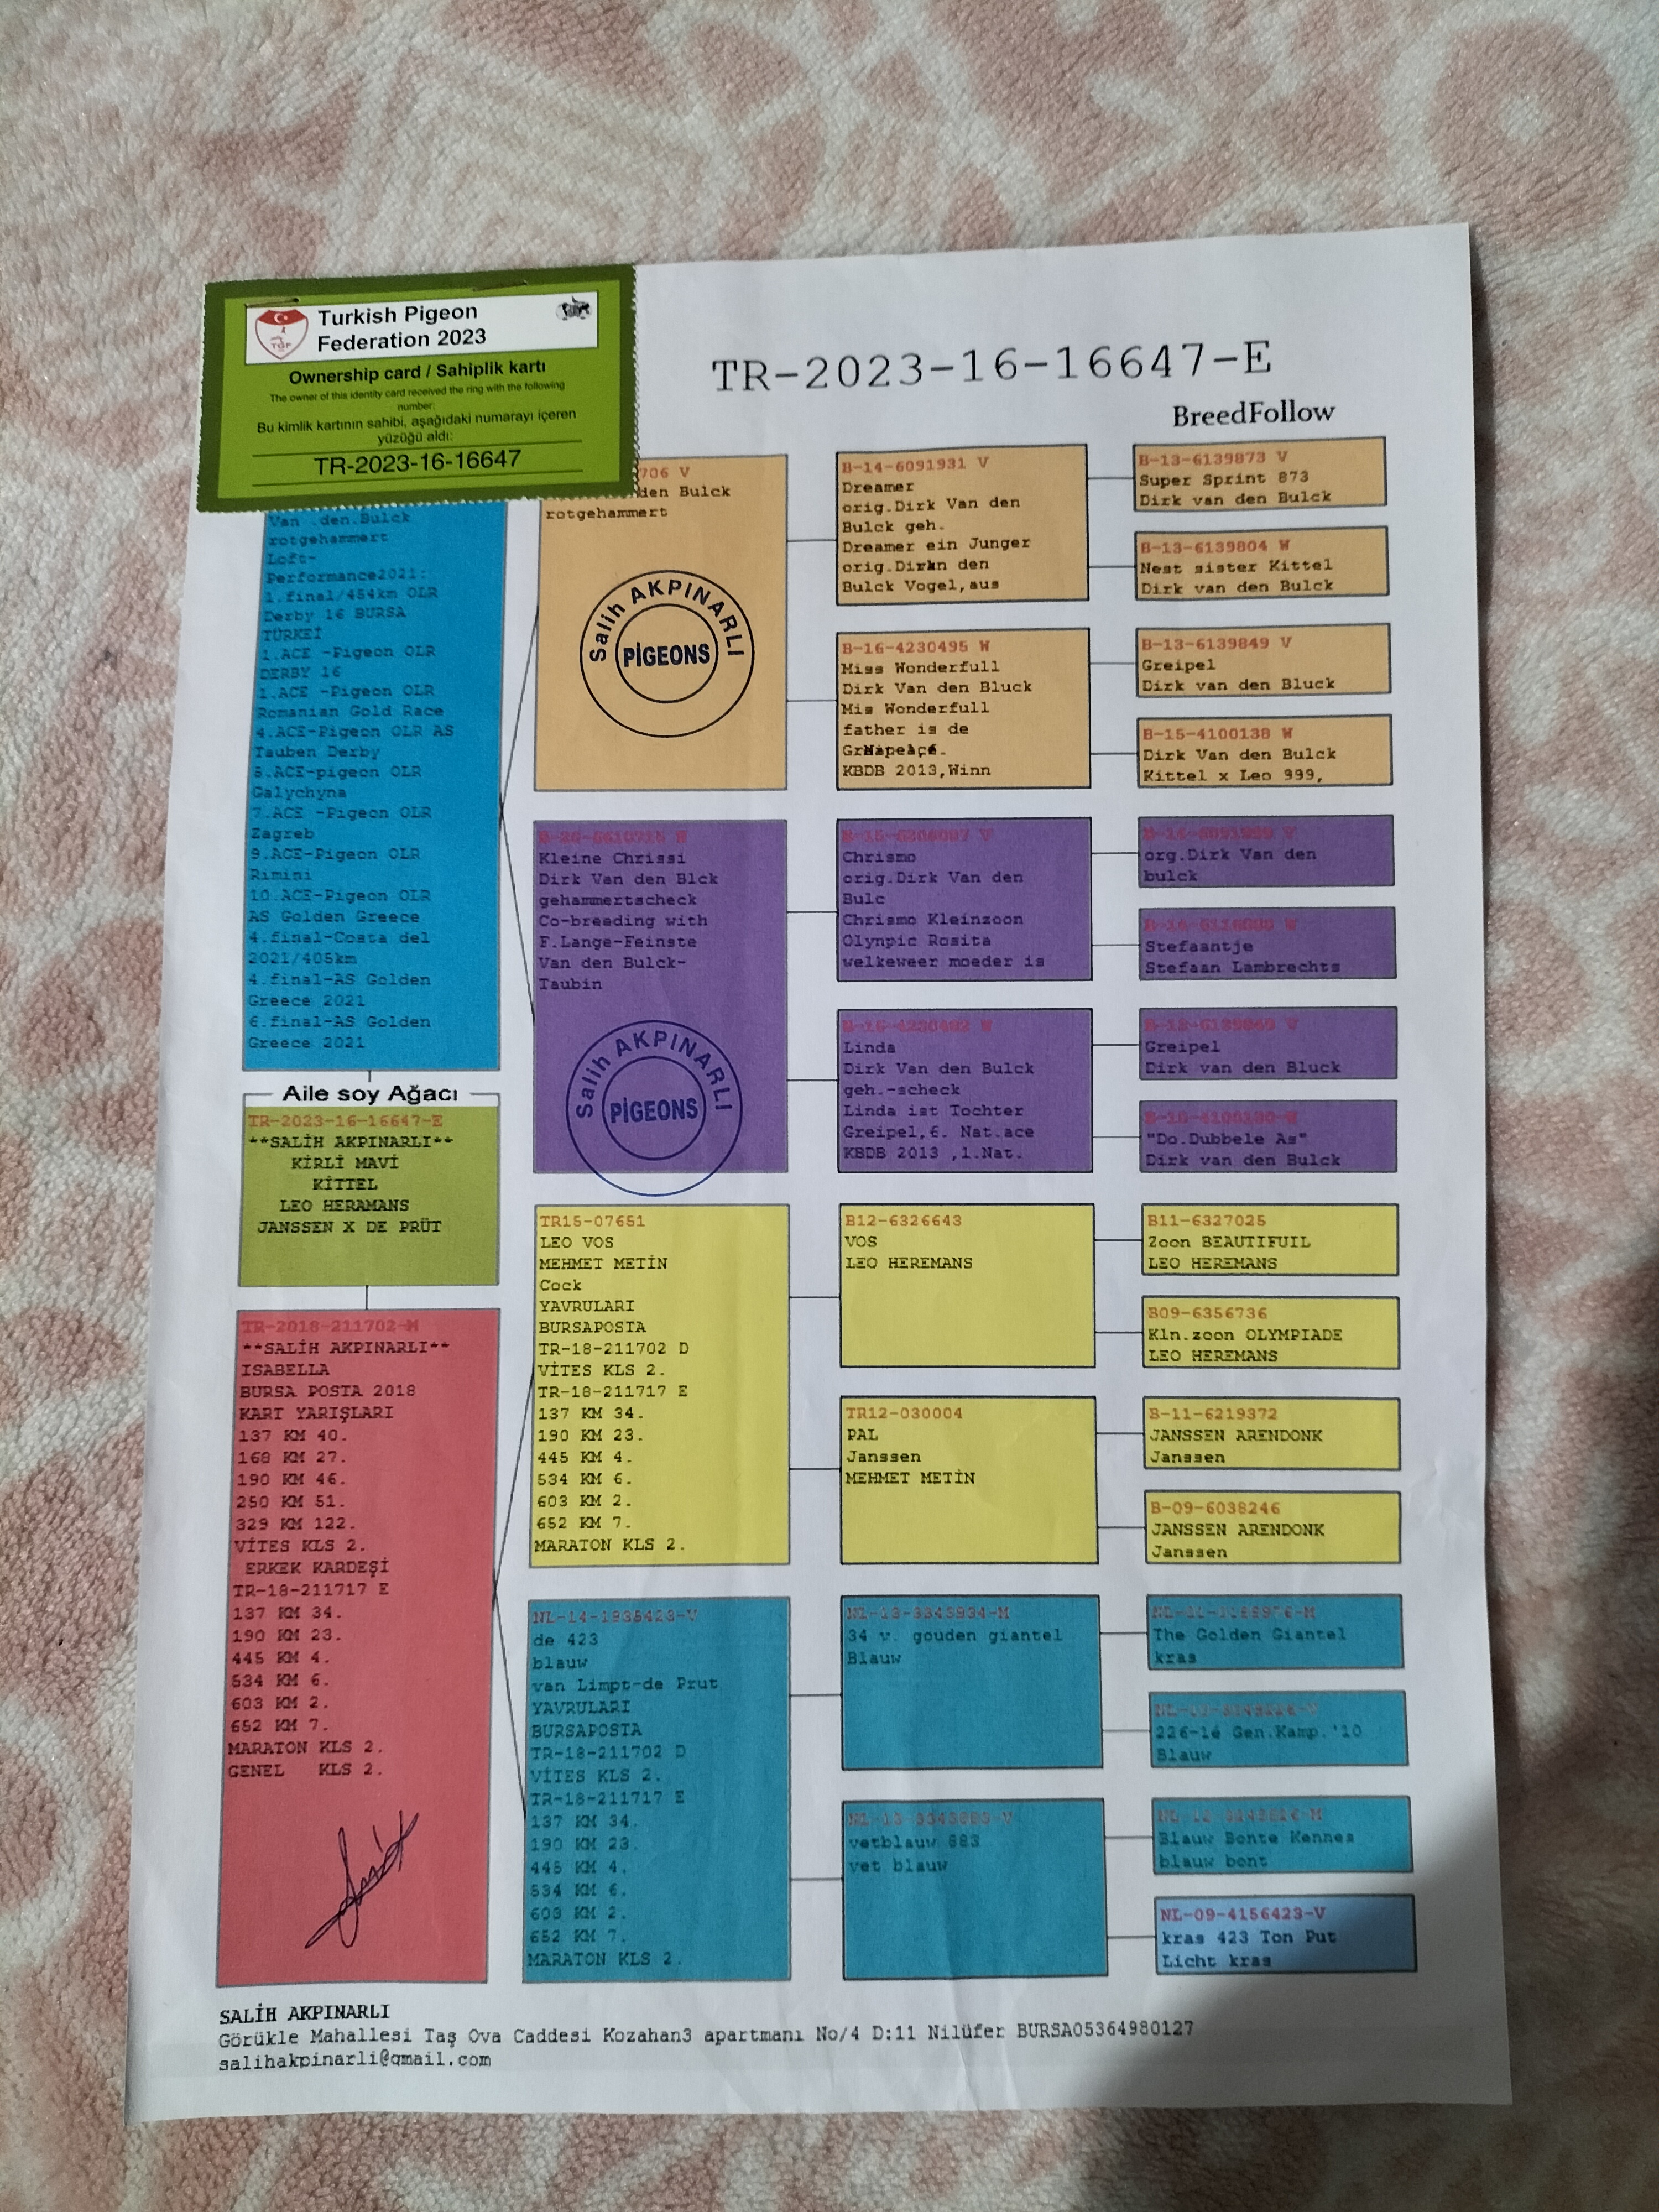 Turkish Pigeon
Federation 2023
TGF
Ownership card / Sahiplik kartı
The owner of this identity card received the ring with the following
number:
Bu kimlik kartının sahibi, aşağıdaki numarayı içeren
yüzüğü aldı:
TR-2023-16-16647
TR-2023-16-16647-E
BreedFollow
Van .den.Bulck
rotgehammert
Loft-
Performance2021:
1.final/454km OLR
Derby 16 BURSA
TÜRKEİ
1.ACE -Pigeon OLR
DERBY 16
1.ACE -Pigeon OLR
Romanian Gold Race
4.ACE-Pigeon OLR AS
Tauben Derby
ACE-pigeon OLR
Galychyna
7.ACE -Pigeon OLR
Zagreb
9.ACE-Pigeon OLR
Rimini
10.ACE-Pigeon OLR
AS Golden Greece
4.final-Costa del
2021/405km
4.final-AS Golden
Greece 2021
6.final-AS Golden
Greece 2021
Aile soy Ağacı
TR-2023-16-16647-E
**SALİH AKPINARLI**
KİRLİ MAVİ
KİTTEL
LEO HERAMANS
JANSSEN X DE PRÜT
TR-2018-211702-M
**SALİH AKPINARLI**
ISABELLA
BURSA POSTA 2018
KART YARIŞLARI
137 KM 40.
168 KM 27.
190 KM 46.
250 KM 51.
329 KM 122.
VİTES KLS 2.
ERKEK KARDEŞİ
TR-18-211717 E
137 KM 34.
190 KM 23.
445 KM 4.
534 KM 6.
603 KM 2.
652 KM 7.
MARATON KLS 2.
GENEL KLS 2.
706 V
den Bulck
rotgehammert
Salih AKPINARLI
PİGEONS
Kleine Chrissi
Dirk Van den Blck
gehammertscheck
Co-breeding with
F.Lange-Feinste
Van den Bulck-
Taubin
Salih AKPINARLI
PİGEONS
TR15-07651
LEO VOS
MEHMET METİN
Cock
YAVRULARI
BURSAPOSTA
TR-18-211702 D
VİTES KLS 2.
TR-18-211717 E
137 KM 34.
190 KM 23.
445 KM 4.
534 KM 6.
603 KM 2.
652 KM 7.
MARATON KLS 2.
NL-14-1835423-V
de 423
blauw
van Limpt-de Prut
YAVRULARI
BURSAPOSTA
TR-18-211702 D
VİTES KLS 2.
TR-18-211717 E
137 KM 34.
190 KM 23.
445 KM 4.
534 KM 6.
603 KM 2.
652 KM 7.
MARATON KLS 2.
B-14-6091931 V
Dreamer
orig.Dirk Van den
Bulck geh.
Dreamer ein Junger
den
Bulck Vogel,aus
B-16-4230495 W
Miss Wonderfull
Dirk Van den Bluck
Mis Wonderfull
father is de
KBDB 2013,Winn
Chrismo
orig.Dirk Van den
Bulc
Chrismo Kleinzoon
Olynpic Rosita
welkeweer moeder is
Linda
Dirk Van den Bulck
geh.-scheck
Linda ist Tochter
Greipel,6. Nat.ace
KBDB 2013 ,1.Nat.
B12-6326643
VOS
LEO HEREMANS
TR12-030004
PAL
Janssen
MEHMET METİN
34 v. gouden giantel
Blauw
vetblauw 883
vet blauw
B-13-6139873 V
Super Sprint 873
Dirk van den Bulck
B-13-6139804 W
Nest sister Kittel
Dirk van den Bulck
B-13-6139849 V
Greipel
Dirk van den Bluck
B-15-4100138 W
Dirk Van den Bulck
Kittel x Leo 999,
org.Dirk Van den
bulck
Stefaantje
Stefaan Lambrechts
Greipel
Dirk van den Bluck
"Do.Dubbele As"
Dirk van den Bulck
B11-6327025
Zoon BEAUTIFUIL
LEO HEREMANS
B09-6356736
Kln.zoon OLYMPIADE
LEO HEREMANS
B-11-6219372
JANSSEN ARENDONK
Janssen
B-09-6038246
JANSSEN ARENDONK
Janssen
The Golden Giantel
kras
226-1é Gen.Kamp.'10
Blauw
Blauw Bonte Kennes
blauw bont
NL-09-4156423-V
kras 423 Ton Put
Licht kras
SALİH AKPINARLI
Görükle Mahallesi Taş Ova Caddesi Kozahan3 apartmanı No/4 D:11 Nilüfer BURSA05364980127
salihakpinarli@gmail.com